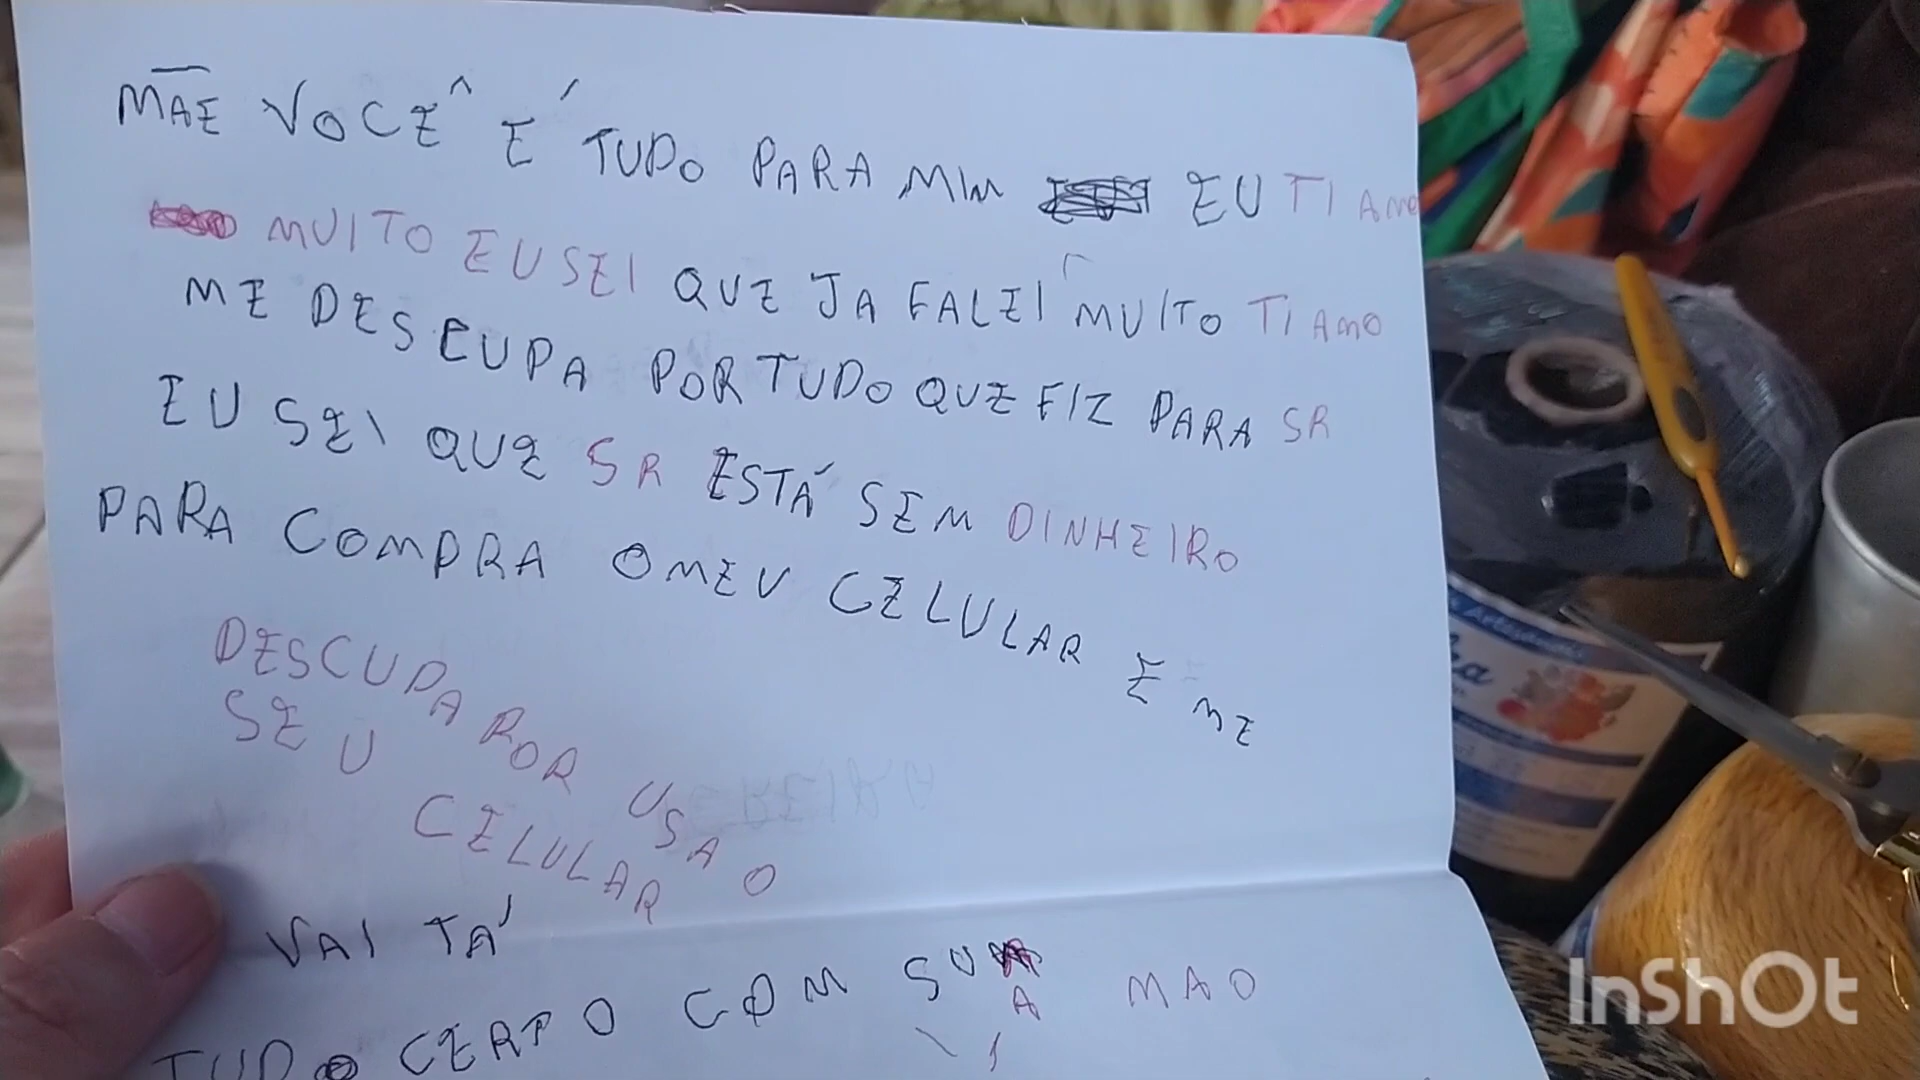 MÃE VOCÊ É TUDO PARA MIM EU TI AMO
MUITO EU SEI QUE JA FALEI MUITO TI AMO
ME DESCUPA POR TUDO QUE FIZ PARA SR
EU SEI QUE SR ESTÁ SEM DINHEIRO
PARA COMPRA O MEU CELULAR E ME
DESCUPA POR USA O
SEU CELULAR
VAI TÁ
TUDO CERTO COM SUA MAO
InShOt